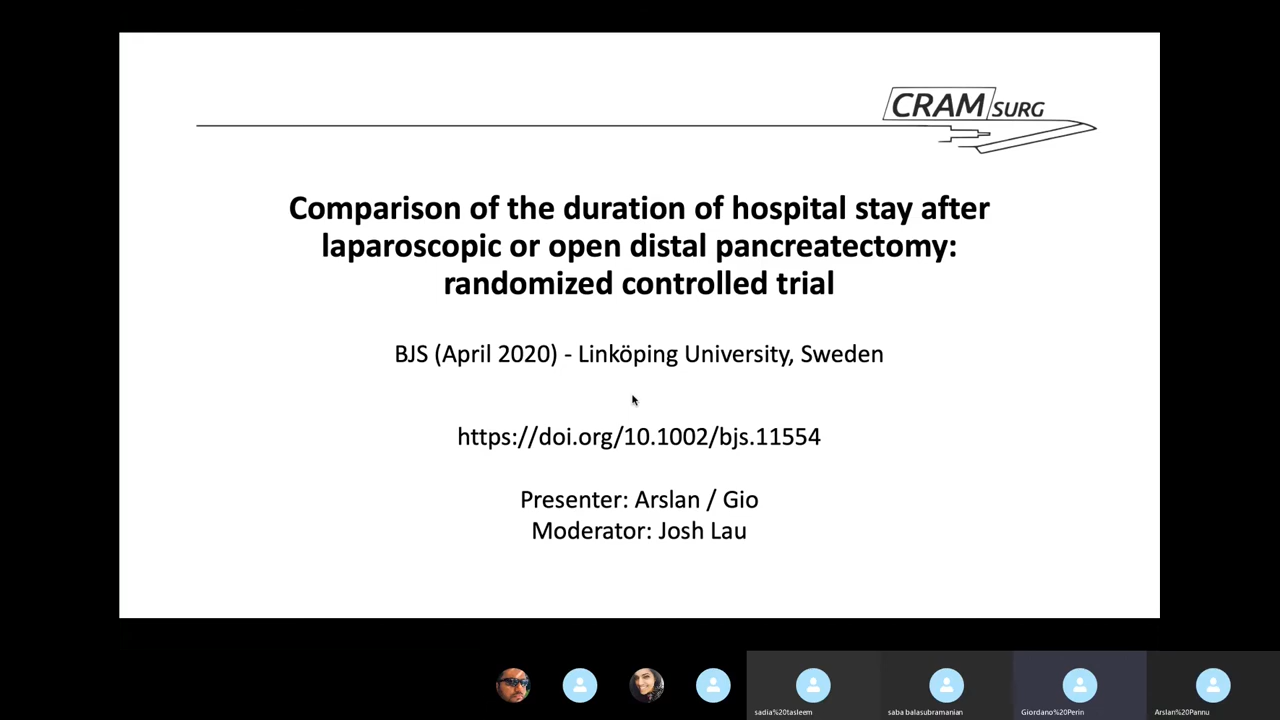 CRAM SURG
Comparison of the duration of hospital stay after
laparoscopic or open distal pancreatectomy:
randomized controlled trial
BJS (April 2020) - Linköping University, Sweden
https://doi.org/10.1002/bjs.11554
Presenter: Arslan / Gio
Moderator: Josh Lau
sadia%20tasleem
saba balasubramanian
Giordano%20Perin
Arslan%20Pannu